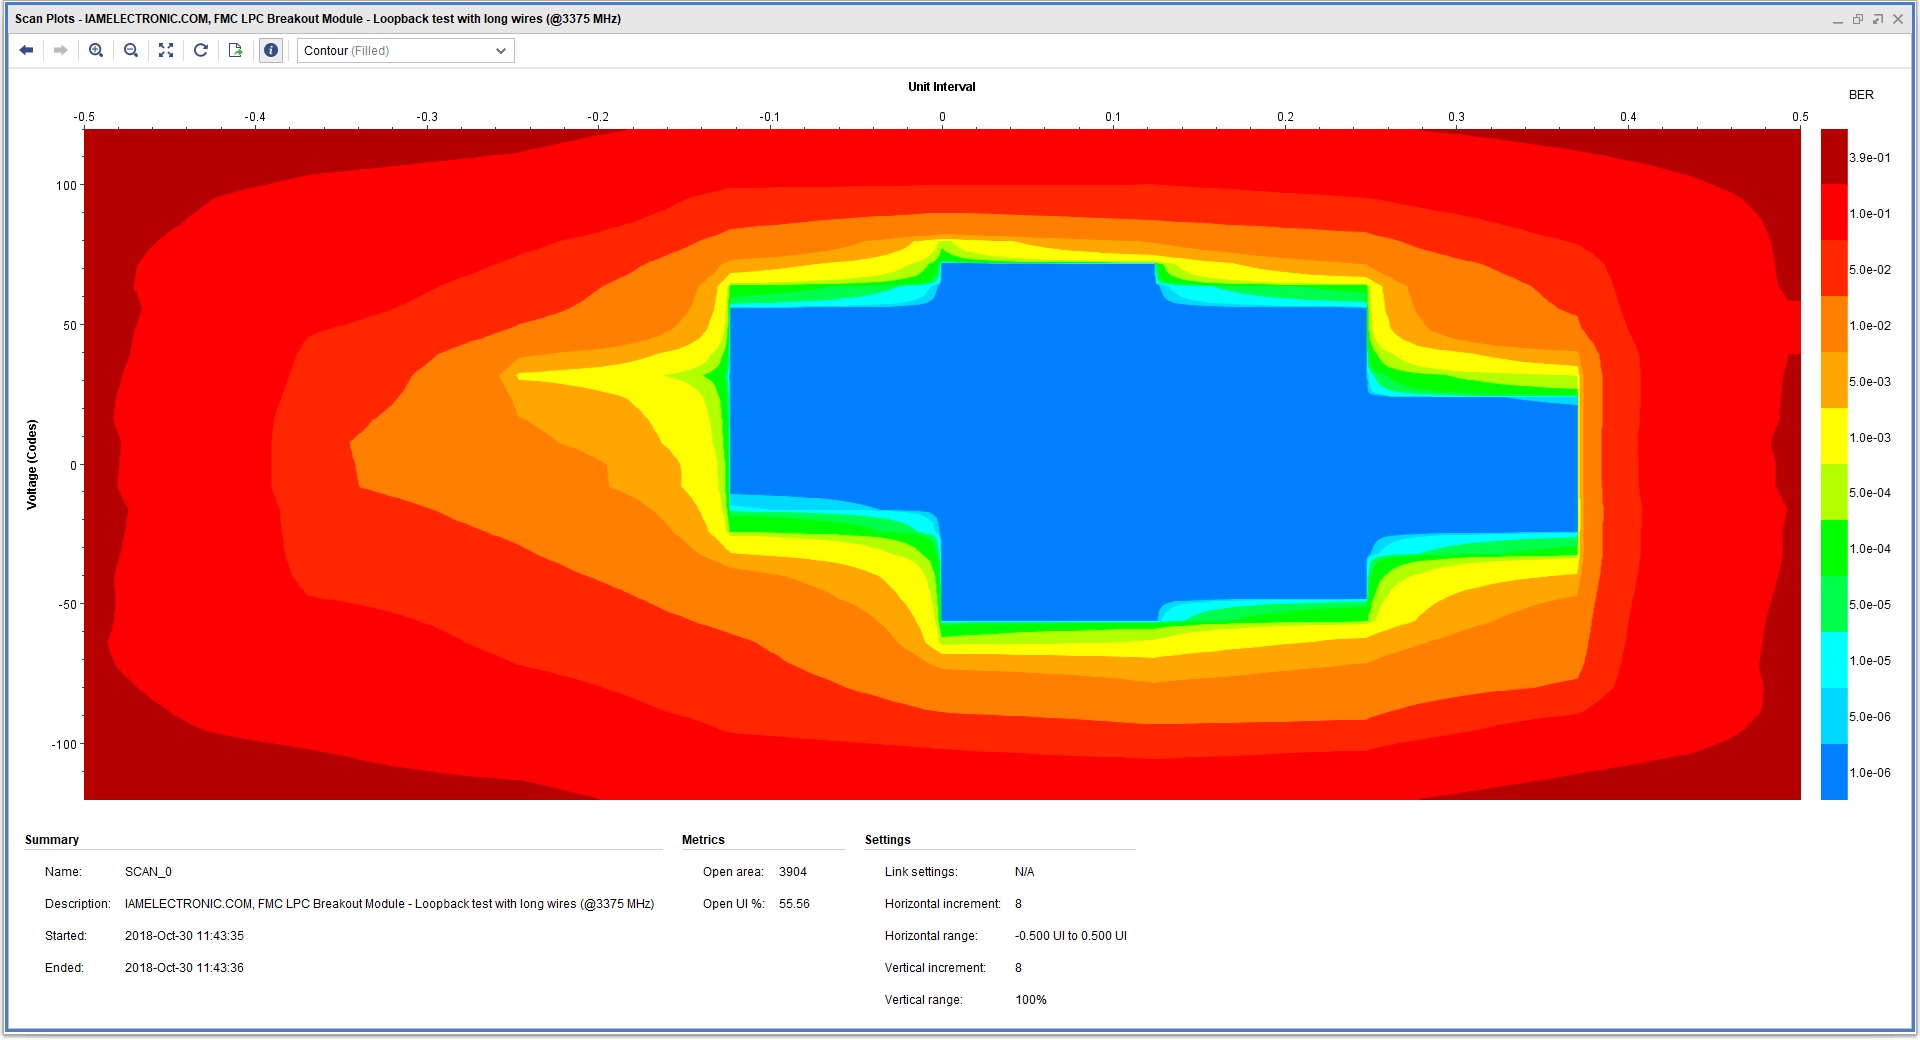 Scan Plots - IAMELECTRONIC.COM, FMC LPC Breakout Module - Loopback test with long wires (@3375 MHz)
Contour (Filled)
Unit Interval
BER
-0.5 -0.4 -0.3 -0.2 -0.1 0 0.1 0.2 0.3 0.4 0.5
3.9e-01
100
1.0e-01
5.0e-02
50
1.0e-02
5.0e-03
Voltage (Codes)
1.0e-03
0
5.0e-04
1.0e-04
-50
5.0e-05
1.0e-05
5.0e-06
-100
1.0e-06
Summary
Name: SCAN_0
Description: IAMELECTRONIC.COM, FMC LPC Breakout Module - Loopback test with long wires (@3375 MHz)
Started: 2018-Oct-30 11:43:35
Ended: 2018-Oct-30 11:43:36
Metrics
Open area: 3904
Open UI %: 55.56
Settings
Link settings: N/A
Horizontal increment: 8
Horizontal range: -0.500 UI to 0.500 UI
Vertical increment: 8
Vertical range: 100%